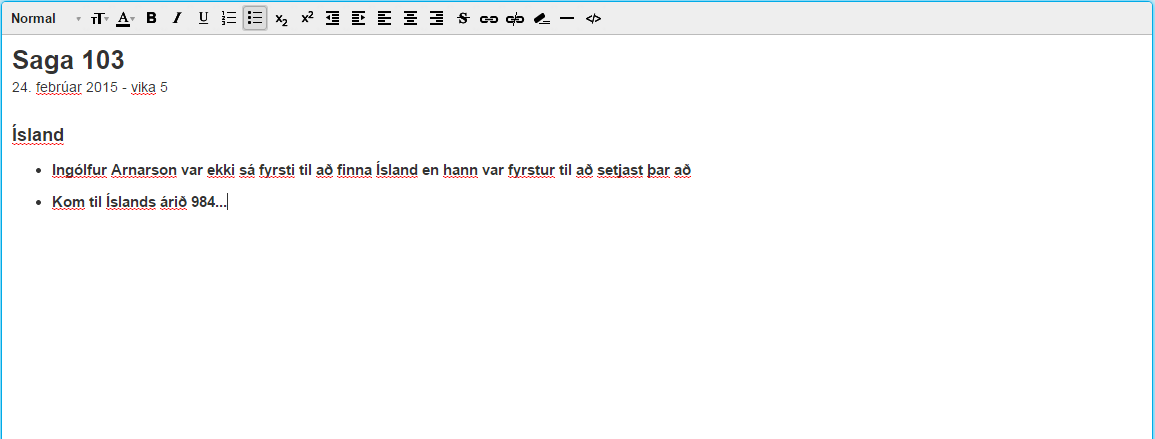 Normal
Saga 103
24. febrúar 2015 - vika 5
Ísland
• Ingólfur Arnarson var ekki sá fyrsti til að finna Ísland en hann var fyrstur til að setjast þar að
• Kom til Íslands árið 984...